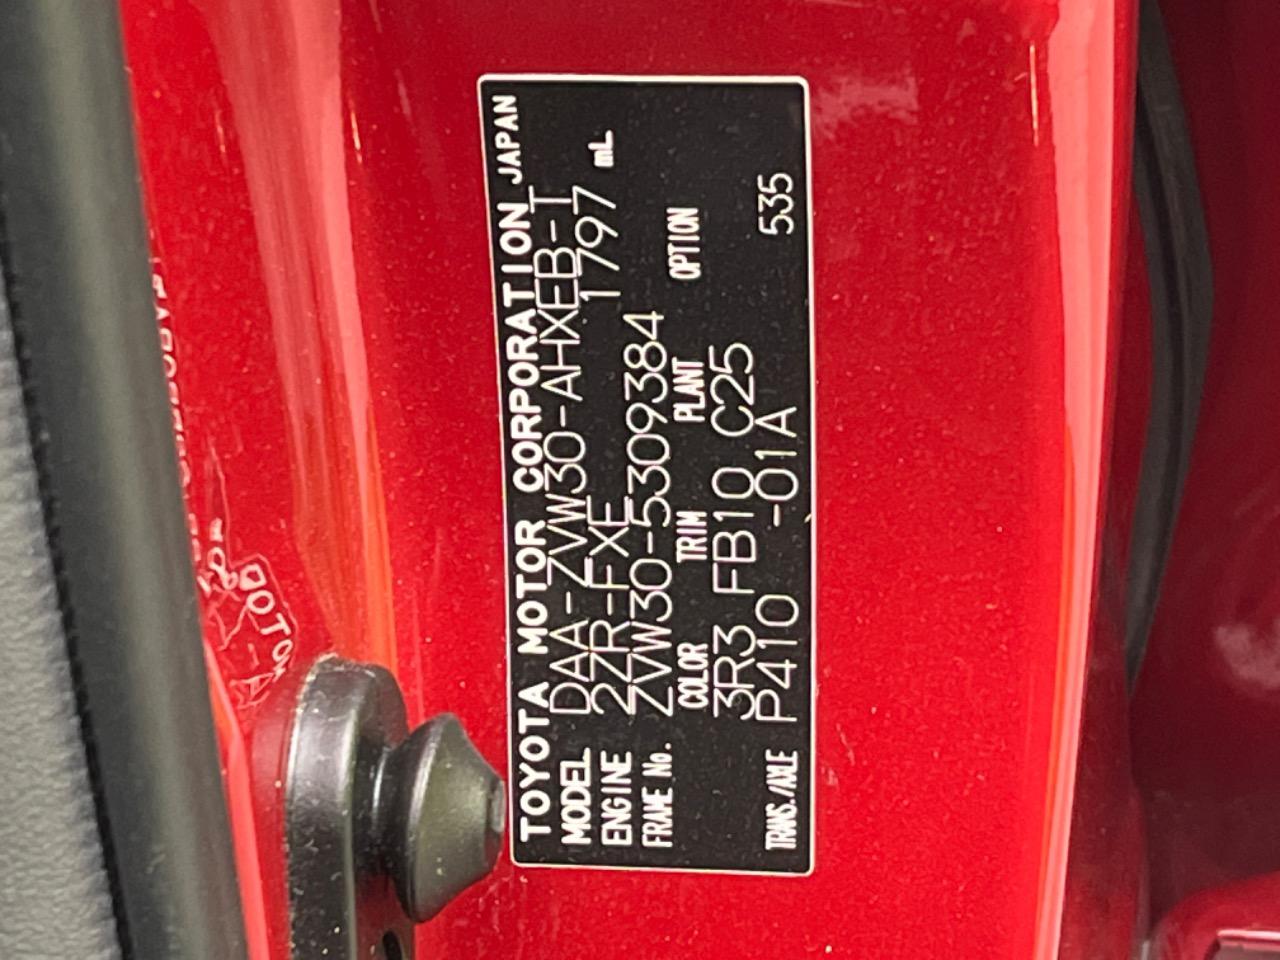 TOYOTA MOTOR CORPORATION JAPAN
MODEL DAA-ZVW30-AHXEB-T
ENGINE 2ZR-FXE 1797 mL
FRAME No. ZVW30-5309384
COLOR TRIM PLANT OPTION
3R3 FB10 C25
TRANS./AXLE P410 -01A 535